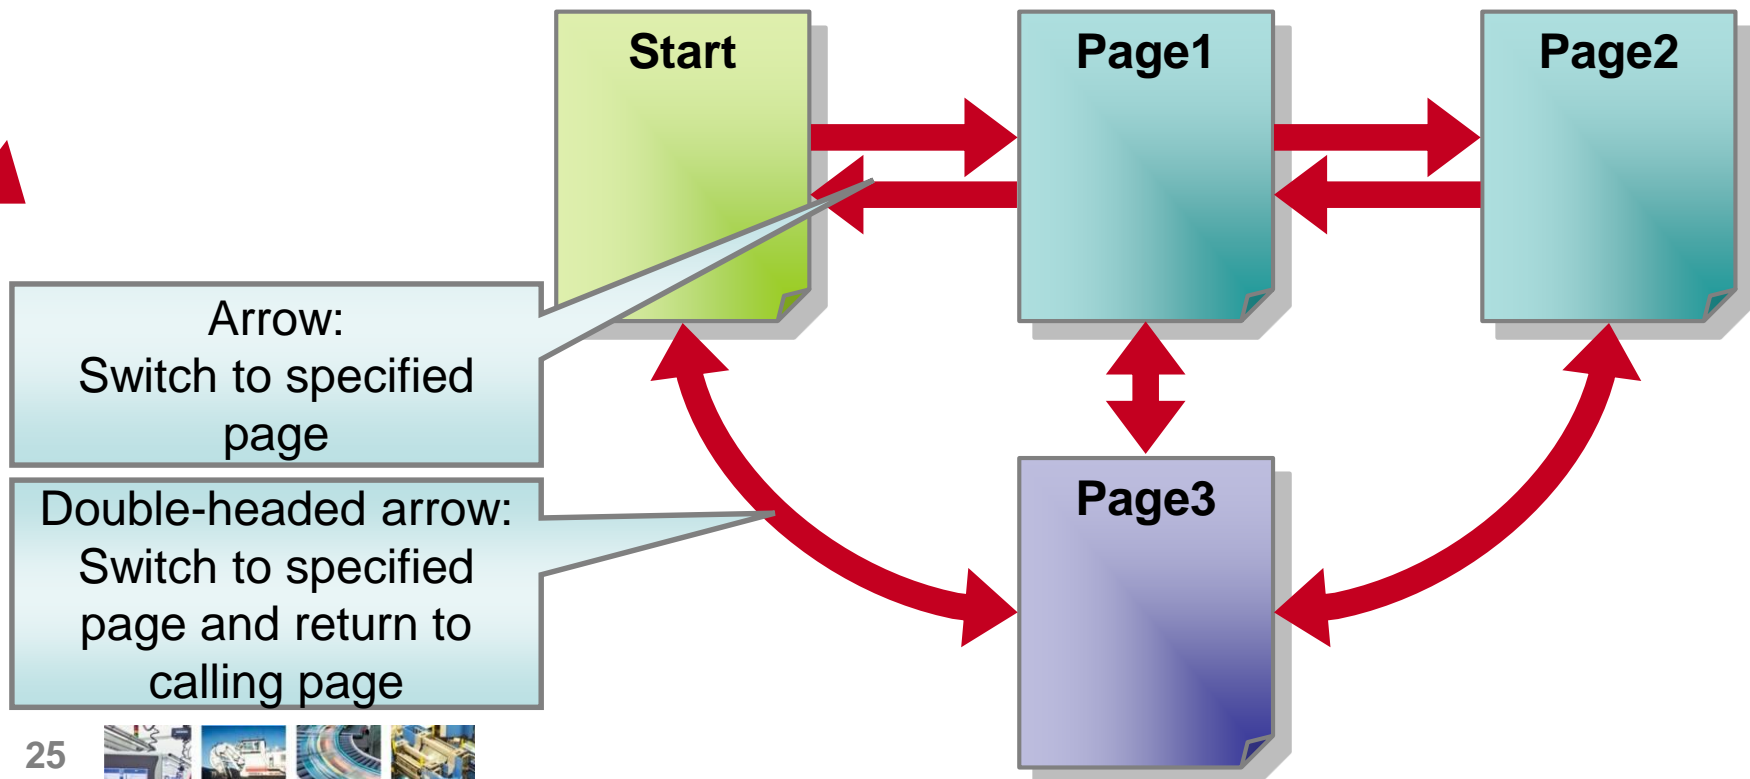 Start
Page1
Page2
Arrow:
Switch to specified
page
Double-headed arrow:
Switch to specified
page and return to
calling page
Page3
25